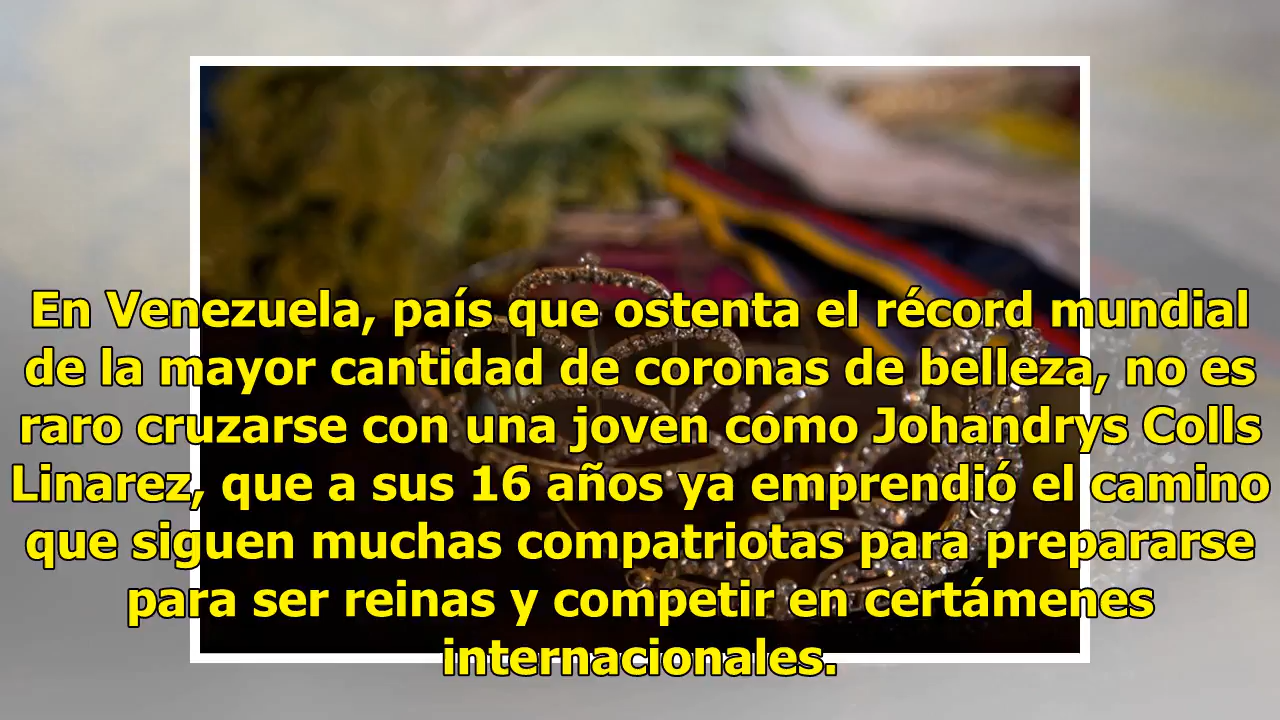 En Venezuela, país que ostenta el récord mundial
de la mayor cantidad de coronas de belleza, no es
raro cruzarse con una joven como Johandrys Colls
Linarez, que a sus 16 años ya emprendió el camino
que siguen muchas compatriotas para prepararse
para ser reinas y competir en certámenes
internacionales.